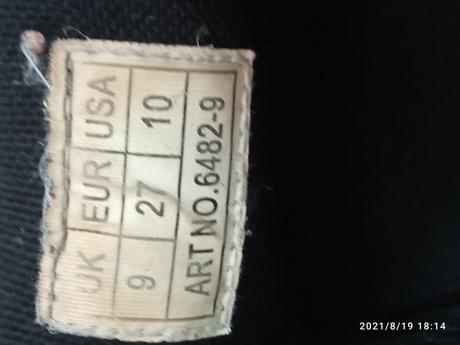 UK EUR USA
9 27 10
ART NO.6482-9
2021/8/19 18:14